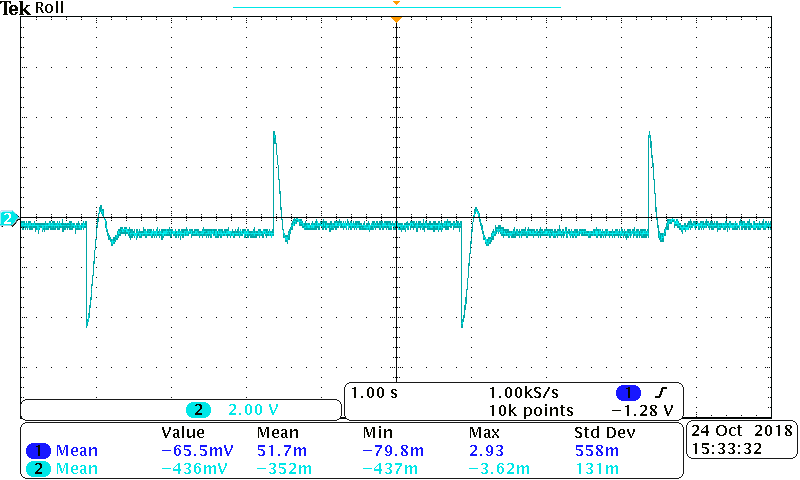 Tek Roll
2
2 2.00 V
1.00 s 1.00kS/s 1
10k points −1.28 V
Value Mean Min Max Std Dev
1 Mean −65.5mV 51.7m −79.8m 2.93 558m
2 Mean −436mV −352m −437m −3.62m 131m
24 Oct 2018
15:33:32